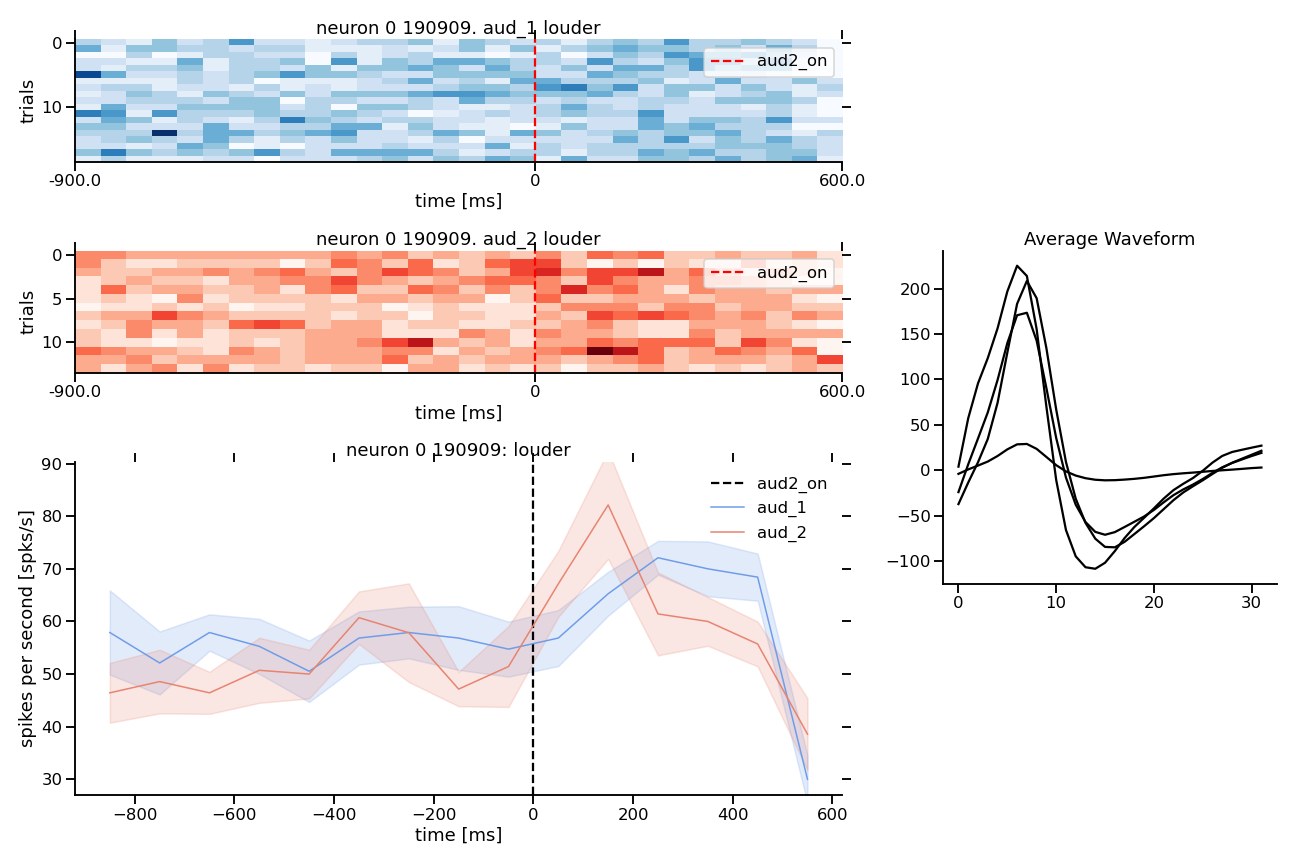 neuron 0 190909. aud_1 louder
trials
0
10
aud2_on
-900.0
0
600.0
time [ms]
neuron 0 190909. aud_2 louder
trials
0
5
10
aud2_on
-900.0
0
600.0
time [ms]
neuron 0 190909: louder
spikes per second [spks/s]
90
80
70
60
50
40
30
aud2_on
aud_1
aud_2
−800
−600
−400
−200
0
200
400
600
time [ms]
Average Waveform
200
150
100
50
0
−50
−100
0
10
20
30